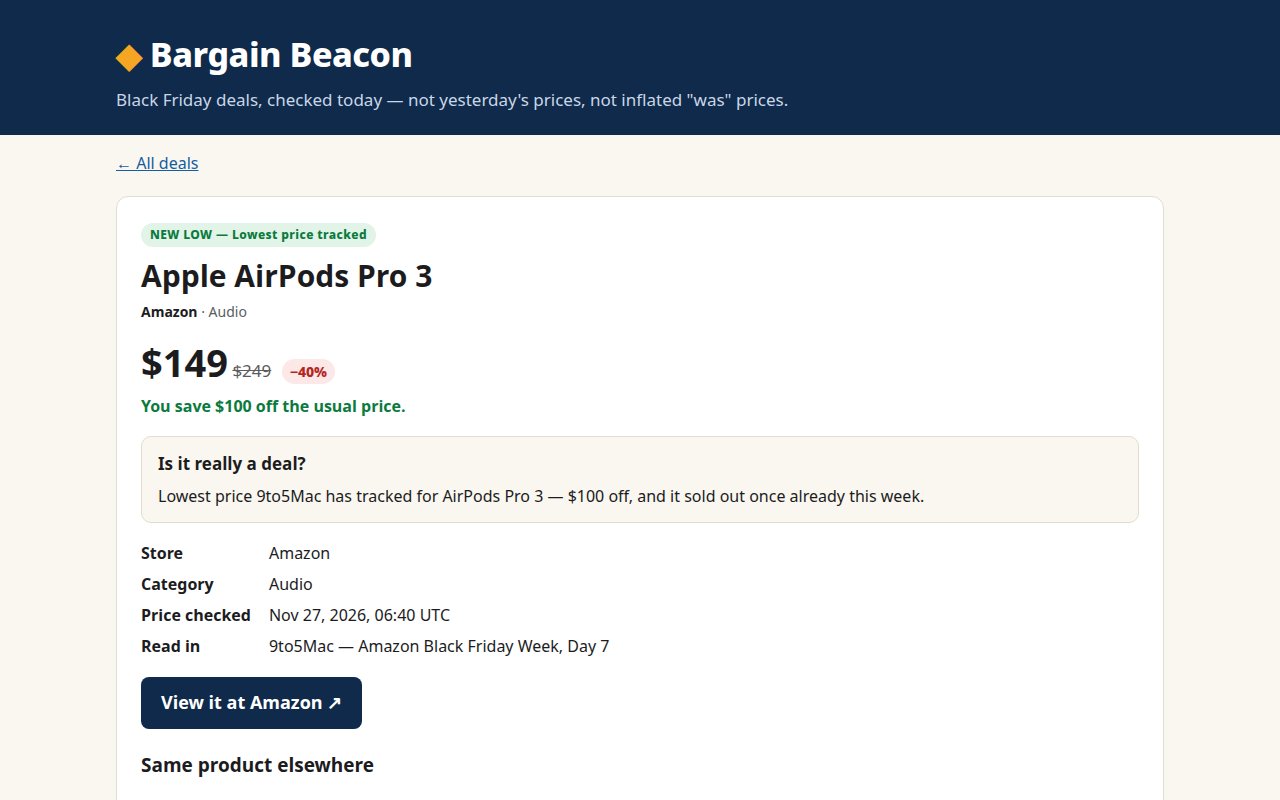 ◆ Bargain Beacon
Black Friday deals, checked today — not yesterday's prices, not inflated "was" prices.
← All deals
NEW LOW — Lowest price tracked
Apple AirPods Pro 3
Amazon · Audio
$149 $249 −40%
You save $100 off the usual price.
Is it really a deal?
Lowest price 9to5Mac has tracked for AirPods Pro 3 — $100 off, and it sold out once already this week.
Store Amazon
Category Audio
Price checked Nov 27, 2026, 06:40 UTC
Read in 9to5Mac — Amazon Black Friday Week, Day 7
View it at Amazon ↗
Same product elsewhere